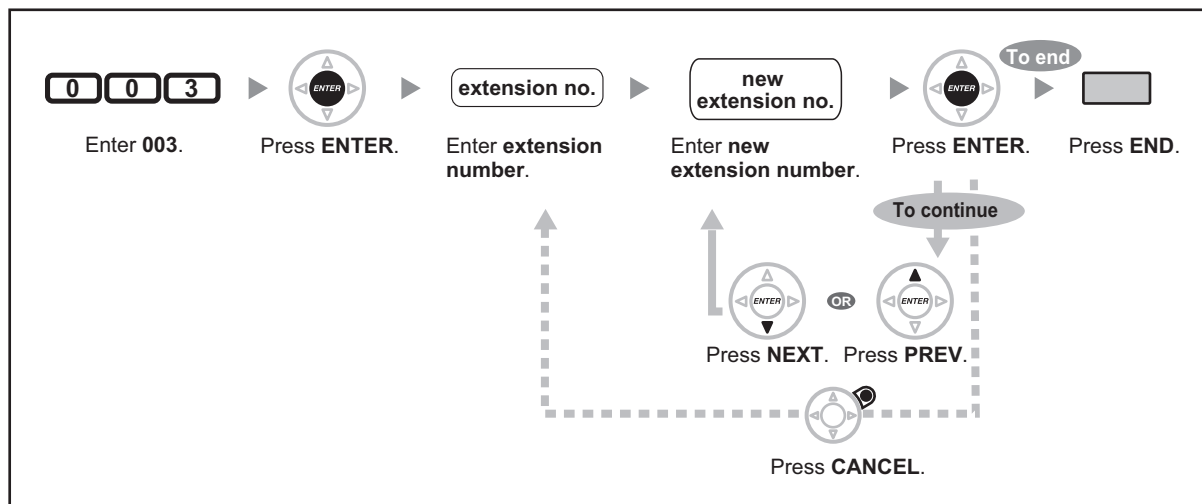 To end
0 0 3
ENTER
extension no.
new
extension no.
ENTER
Enter 003.
Press ENTER.
Enter extension
number.
Enter new
extension number.
Press ENTER.
Press END.
To continue
ENTER
OR
ENTER
Press NEXT.
Press PREV.
Press CANCEL.